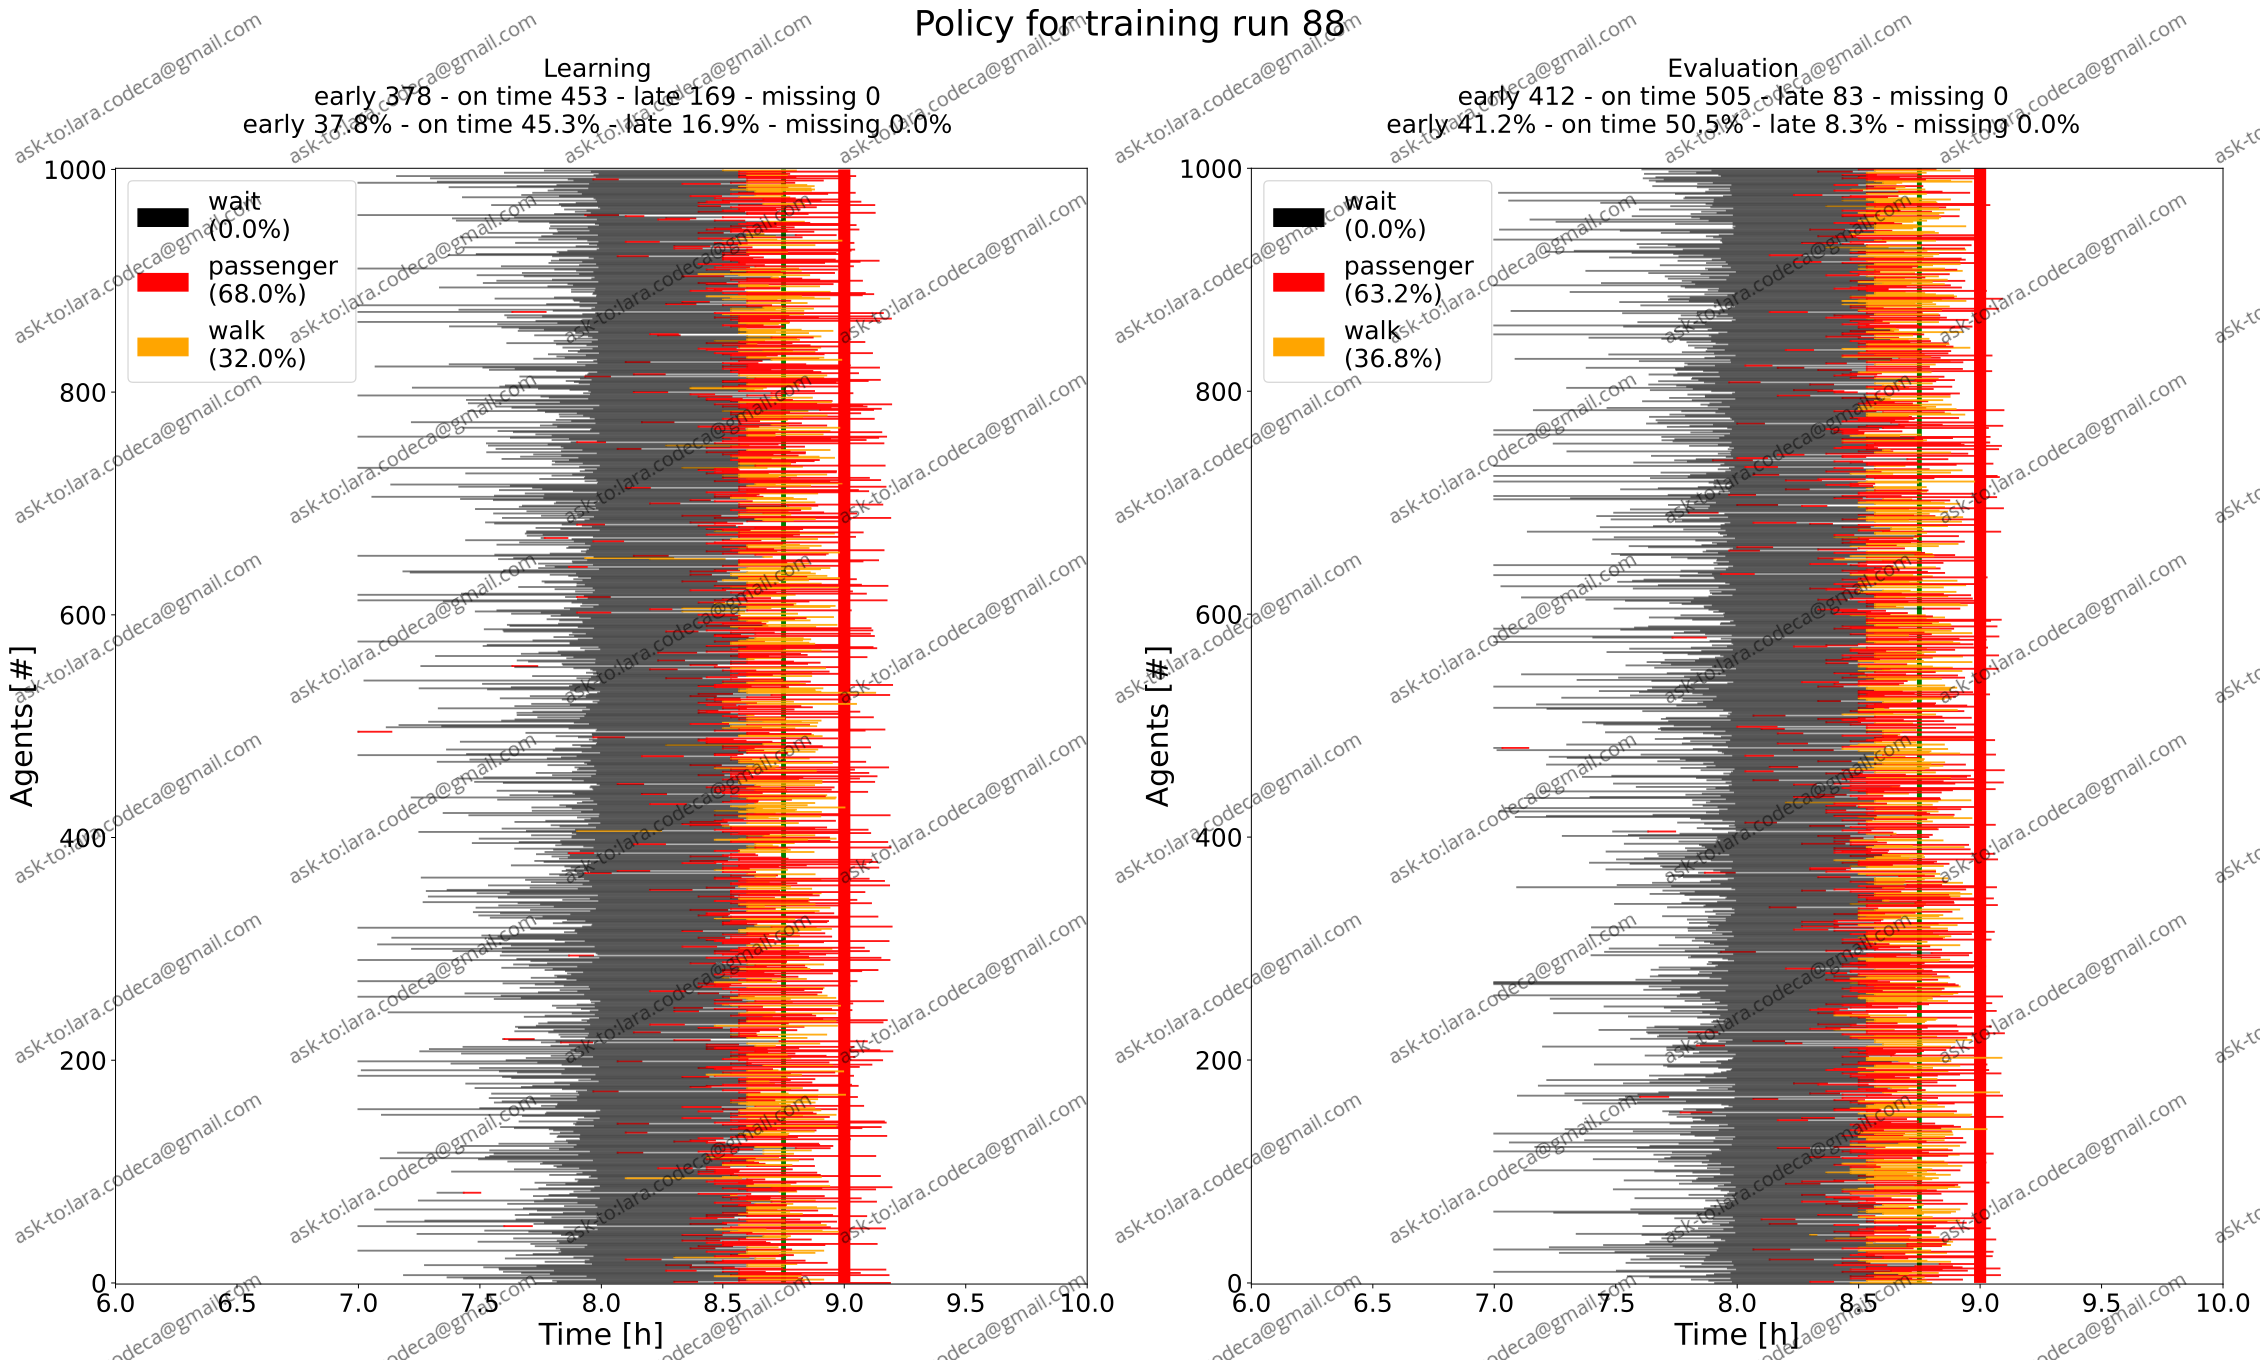 Policy for training run 88
Learning
early 378 - on time 453 - late 169 - missing 0
early 37.8% - on time 45.3% - late 16.9% - missing 0.0%
wait
(0.0%)
passenger
(68.0%)
walk
(32.0%)
Agents [#]
1000
800
600
400
200
0
6.0 6.5 7.0 7.5 8.0 8.5 9.0 9.5 10.0
Time [h]
Evaluation
early 412 - on time 505 - late 83 - missing 0
early 41.2% - on time 50.5% - late 8.3% - missing 0.0%
wait
(0.0%)
passenger
(63.2%)
walk
(36.8%)
Agents [#]
1000
800
600
400
200
0
6.0 6.5 7.0 7.5 8.0 8.5 9.0 9.5 10.0
Time [h]
ask-to:lara.codeca@gmail.com